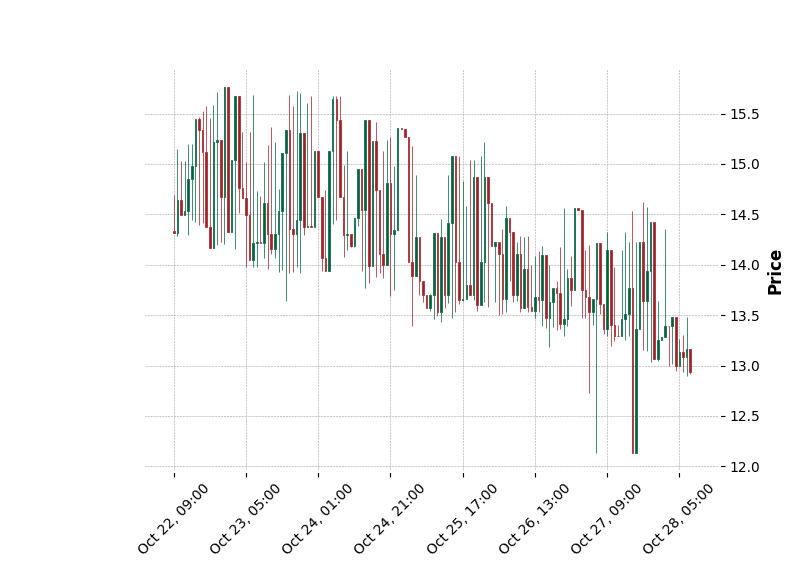 15.5
15.0
14.5
14.0
13.5
13.0
12.5
12.0
Price
Oct 22, 09:00
Oct 23, 05:00
Oct 24, 01:00
Oct 24, 21:00
Oct 25, 17:00
Oct 26, 13:00
Oct 27, 09:00
Oct 28, 05:00